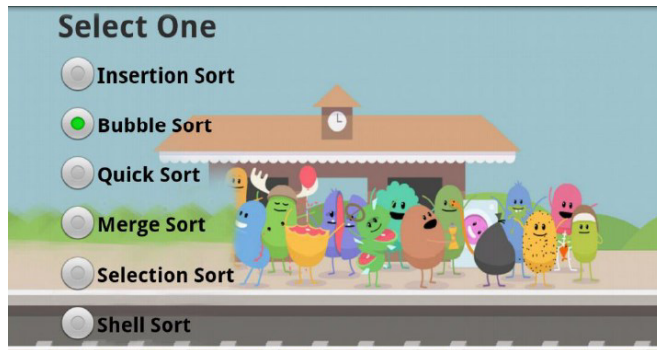 Select One
Insertion Sort
Bubble Sort
Quick Sort
Merge Sort
Selection Sort
Shell Sort